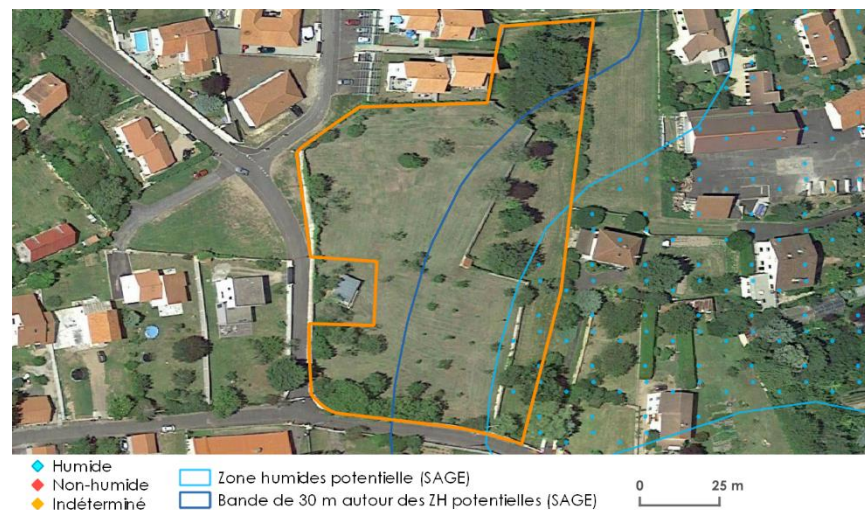 Humide
Non-humide
Indéterminé
Zone humides potentielle (SAGE)
Bande de 30 m autour des ZH potentielles (SAGE)
0 25 m